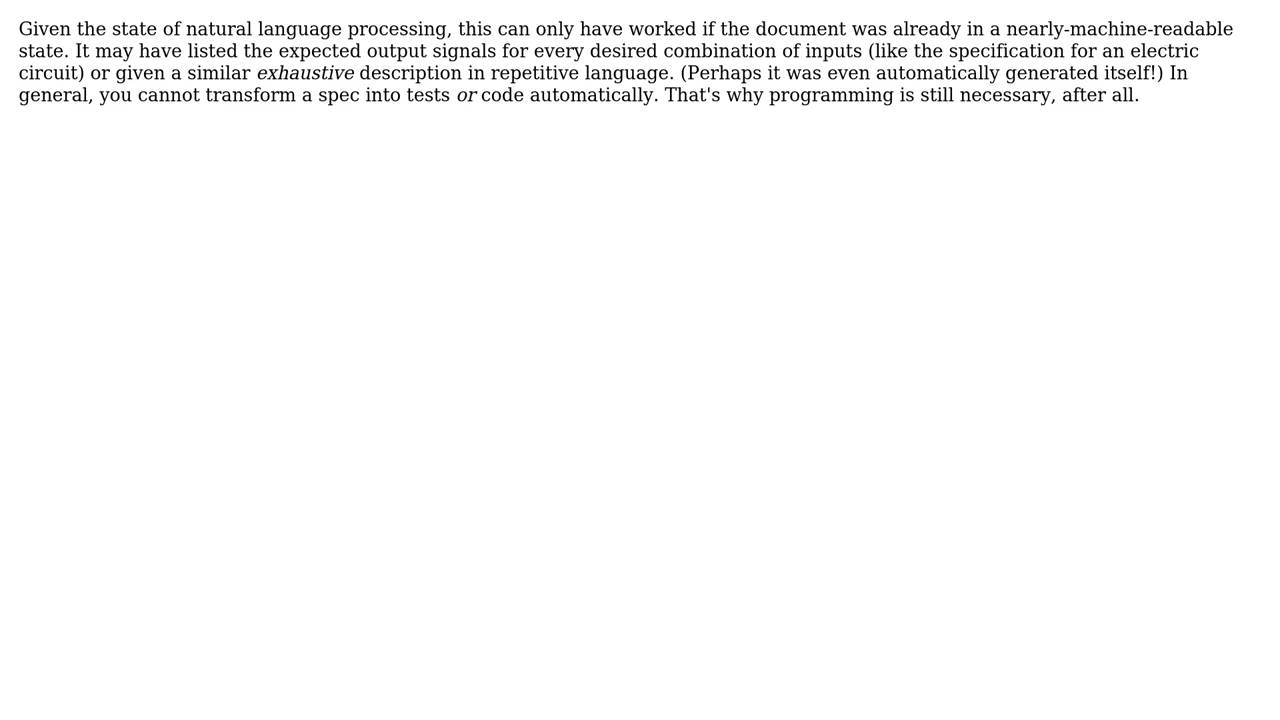 Given the state of natural language processing, this can only have worked if the document was already in a nearly-machine-readable
state. It may have listed the expected output signals for every desired combination of inputs (like the specification for an electric
circuit) or given a similar exhaustive description in repetitive language. (Perhaps it was even automatically generated itself!) In
general, you cannot transform a spec into tests or code automatically. That's why programming is still necessary, after all.